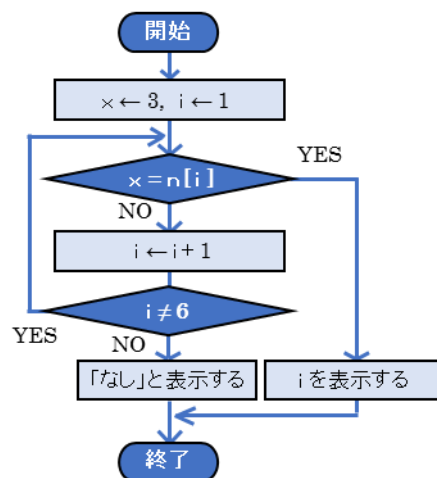 開始
x ← 3, i ← 1
YES
x = n[i]
NO
i ← i + 1
i ≠ 6
YES
NO
「なし」と表示する
iを表示する
終了